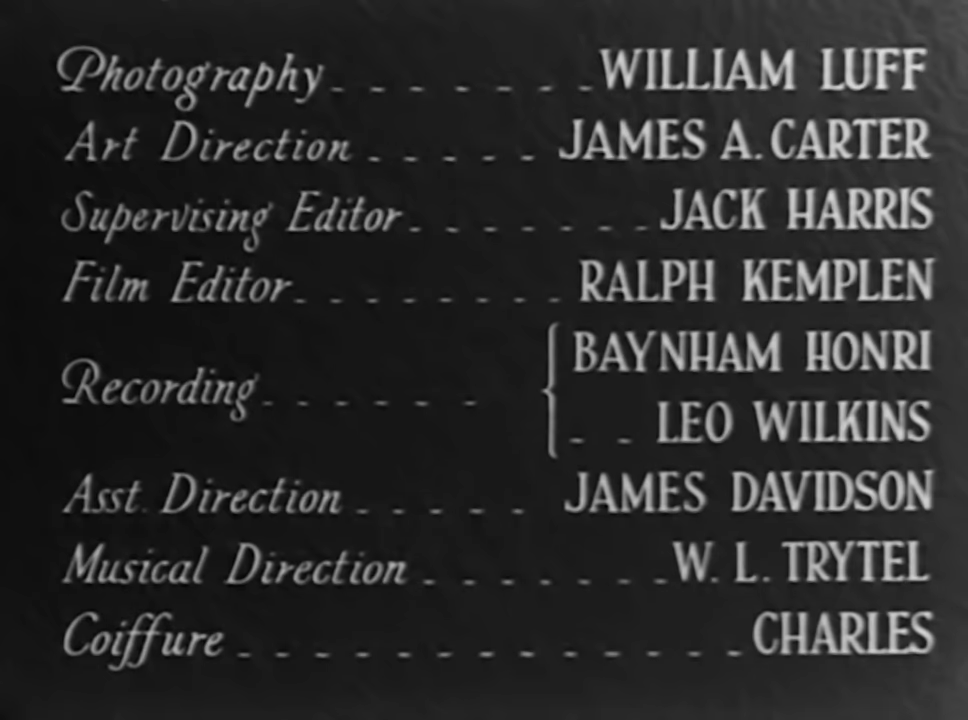 Photography - - - - - - - WILLIAM LUFF
Art Direction - - - - - JAMES A. CARTER
Supervising Editor - - - - - - - JACK HARRIS
Film Editor - - - - - - - - RALPH KEMPLEN
Recording - - - - - - { BAYNHAM HONRI
- - LEO WILKINS
Asst. Direction - - - - - JAMES DAVIDSON
Musical Direction - - - - - - - W. L. TRYTEL
Coiffure - - - - - - - - - - - - - CHARLES